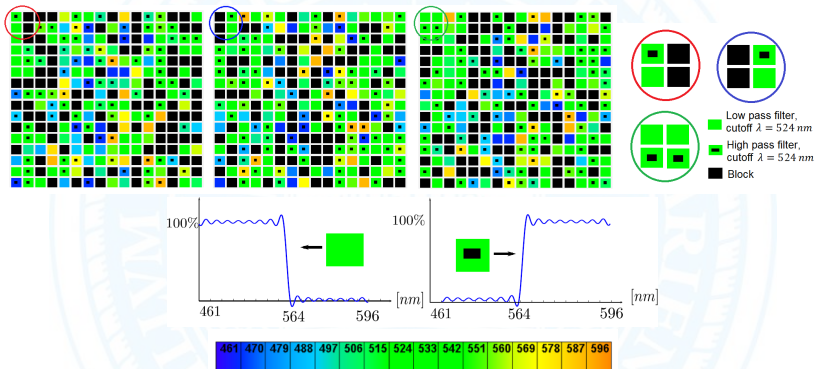 Low pass filter,
cutoff λ = 524 nm
High pass filter,
cutoff λ = 524 nm
Block
100%
[nm]
461
564
596
100%
[nm]
461
564
596
461 470 479 488 497 506 515 524 533 542 551 560 569 578 587 596